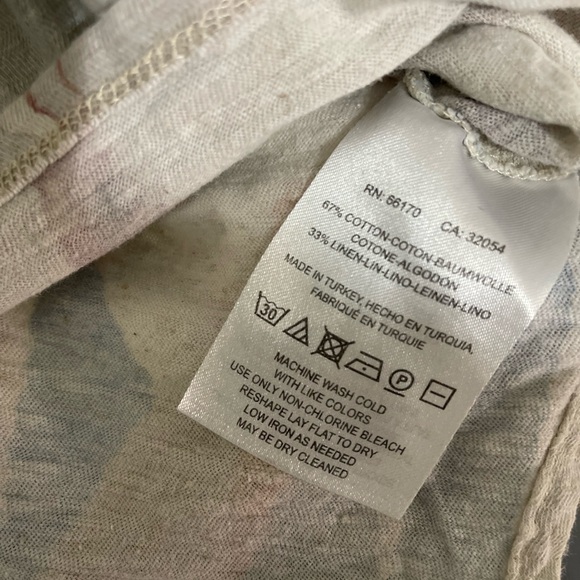 RN: 66170 CA: 32054
67% COTTON-COTON-BAUMWOLLE
COTONE-ALGODON
33% LINEN-LIN-LINO-LEINEN-LINO
MADE IN TURKEY, HECHO EN TURQUIA,
FABRIQUÉ EN TURQUIE
30 P
MACHINE WASH COLD
WITH LIKE COLORS
USE ONLY NON-CHLORINE BLEACH
RESHAPE LAY FLAT TO DRY
LOW IRON AS NEEDED
MAY BE DRY CLEANED